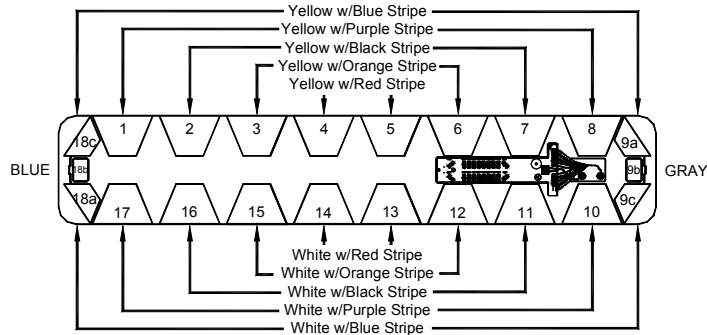 Yellow w/Blue Stripe
Yellow w/Purple Stripe
Yellow w/Black Stripe
Yellow w/Orange Stripe
Yellow w/Red Stripe
18c 1 2 3 4 5 6 7 8 9a
BLUE 18b 9b GRAY
18a 17 16 15 14 13 12 11 10 9c
White w/Red Stripe
White w/Orange Stripe
White w/Black Stripe
White w/Purple Stripe
White w/Blue Stripe